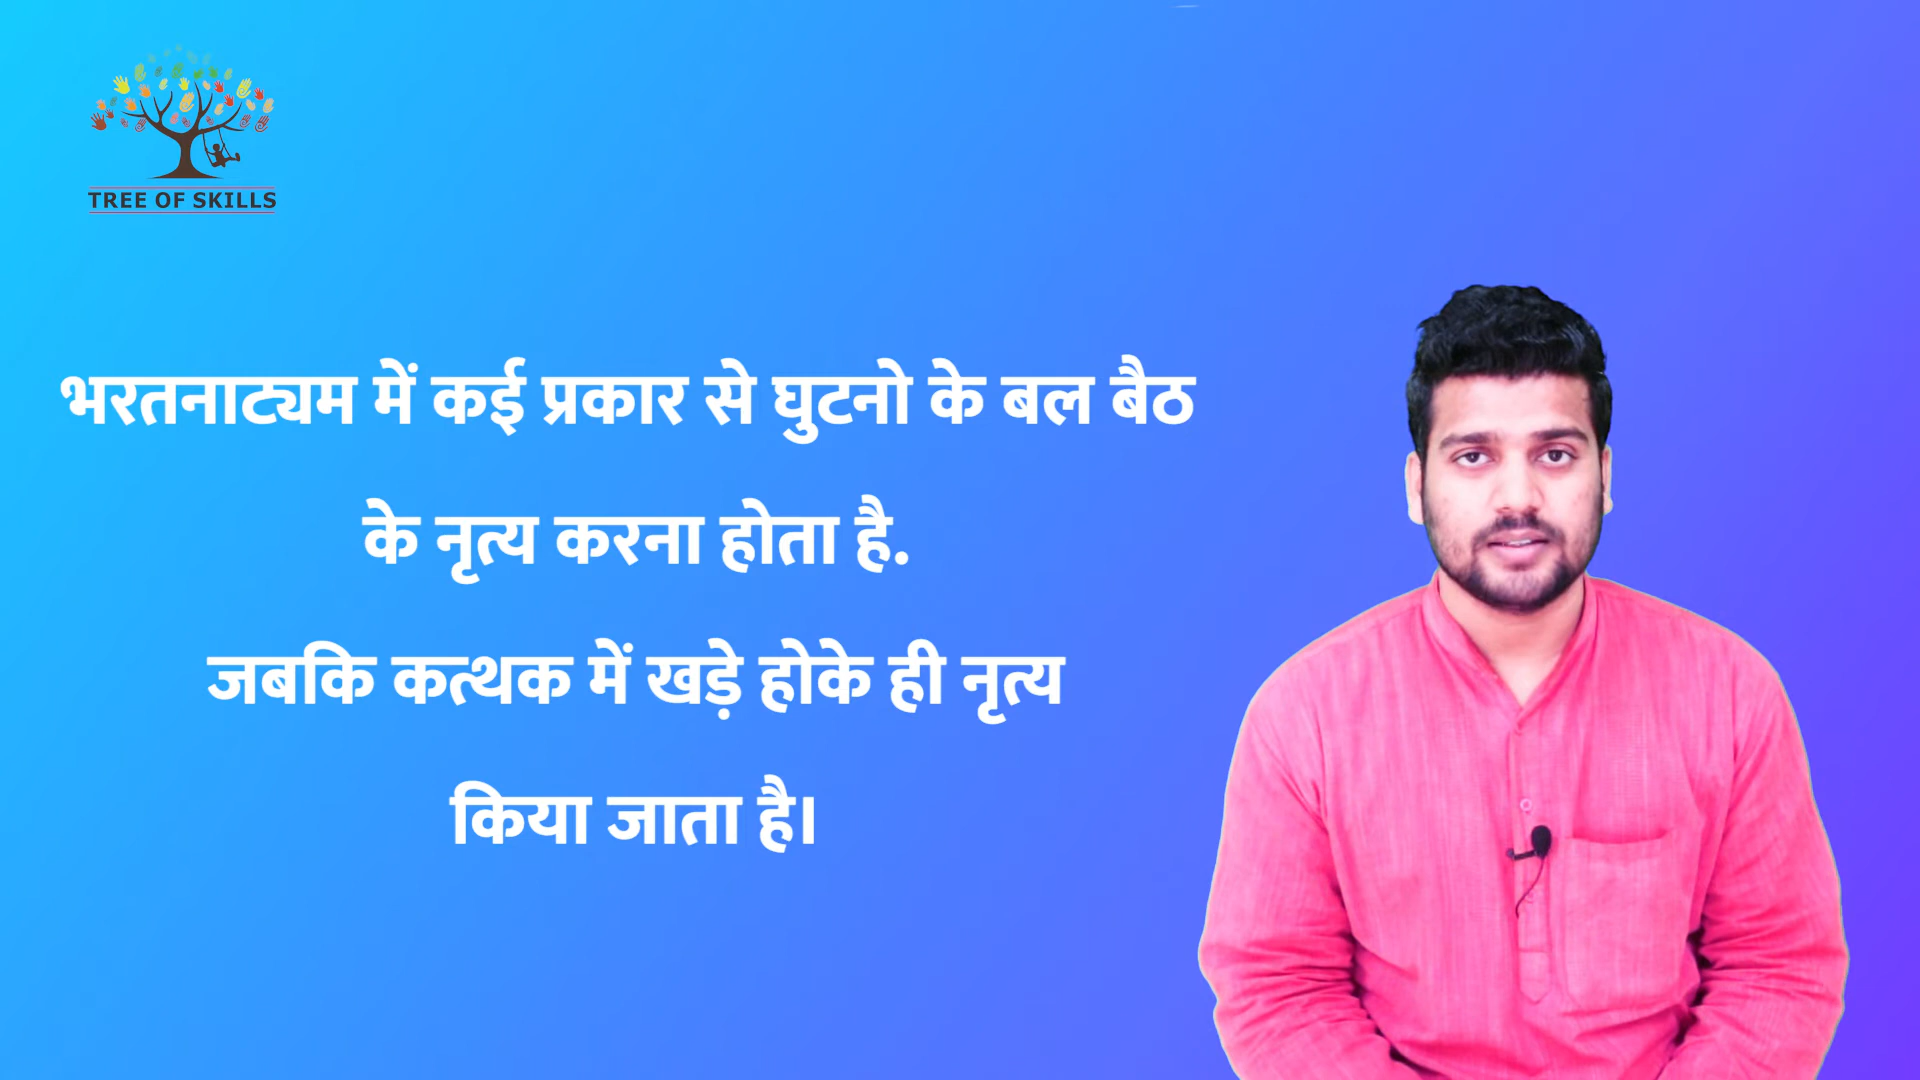 TREE OF SKILLS
भरतनाट्यम में कई प्रकार से घुटनो के बल बैठ
के नृत्य करना होता है.
जबकि कत्थक में खड़े होके ही नृत्य
किया जाता है।